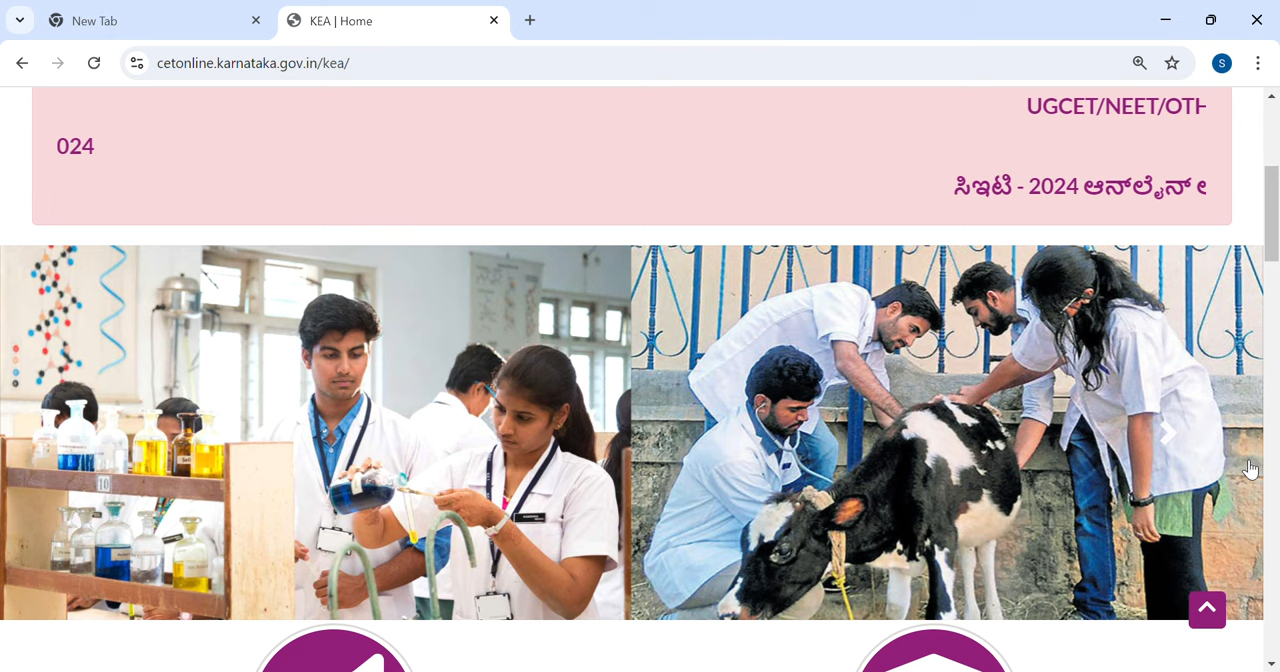 New Tab
KEA | Home
cetonline.karnataka.gov.in/kea/
S
UGCET/NEET/OTH
024
ಸಿಇಟಿ - 2024 ಆನ್‌ಲೈನ್
10